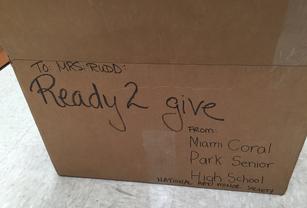 To: MRS. RUDD:
Ready 2 give
FROM:
Miami Coral
Park Senior
High School
NATIONAL ART HONOR SOCIETY